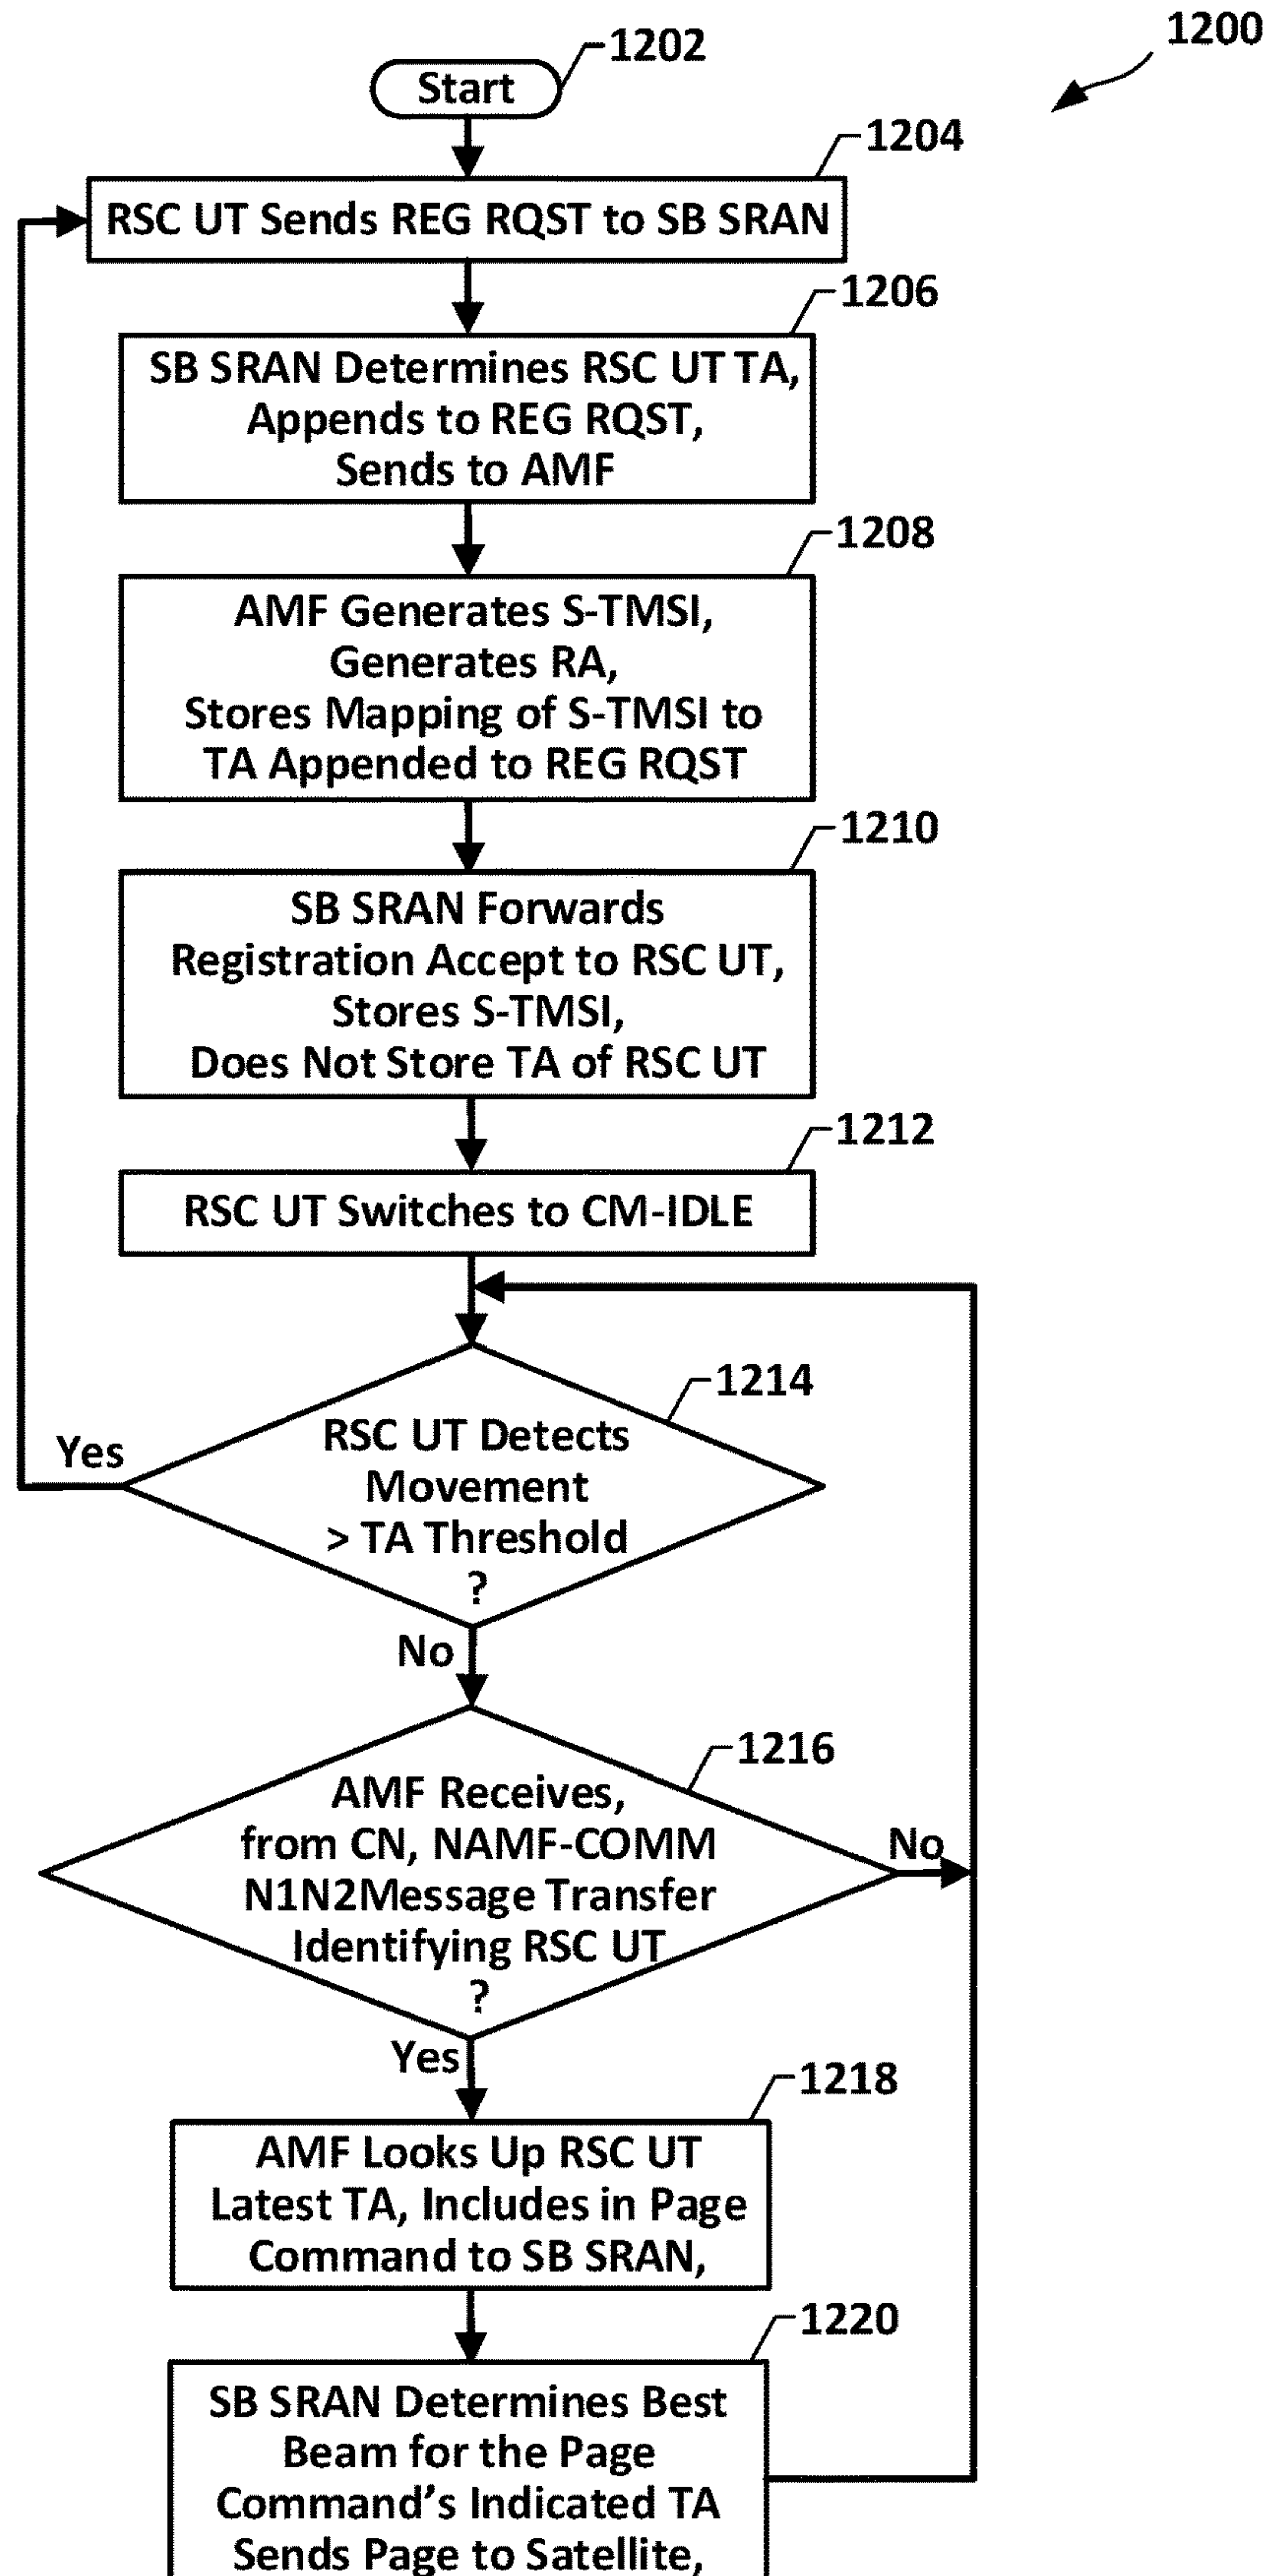 1200
1202
Start
1204
RSC UT Sends REG RQST to SB SRAN
1206
SB SRAN Determines RSC UT TA,
Appends to REG RQST,
Sends to AMF
1208
AMF Generates S-TMSI,
Generates RA,
Stores Mapping of S-TMSI to
TA Appended to REG RQST
1210
SB SRAN Forwards
Registration Accept to RSC UT,
Stores S-TMSI,
Does Not Store TA of RSC UT
1212
RSC UT Switches to CM-IDLE
1214
RSC UT Detects
Movement
> TA Threshold
?
Yes
No
1216
AMF Receives,
from CN, NAMF-COMM
N1N2Message Transfer
Identifying RSC UT
?
No
Yes
1218
AMF Looks Up RSC UT
Latest TA, Includes in Page
Command to SB SRAN,
1220
SB SRAN Determines Best
Beam for the Page
Command's Indicated TA
Sends Page to Satellite,